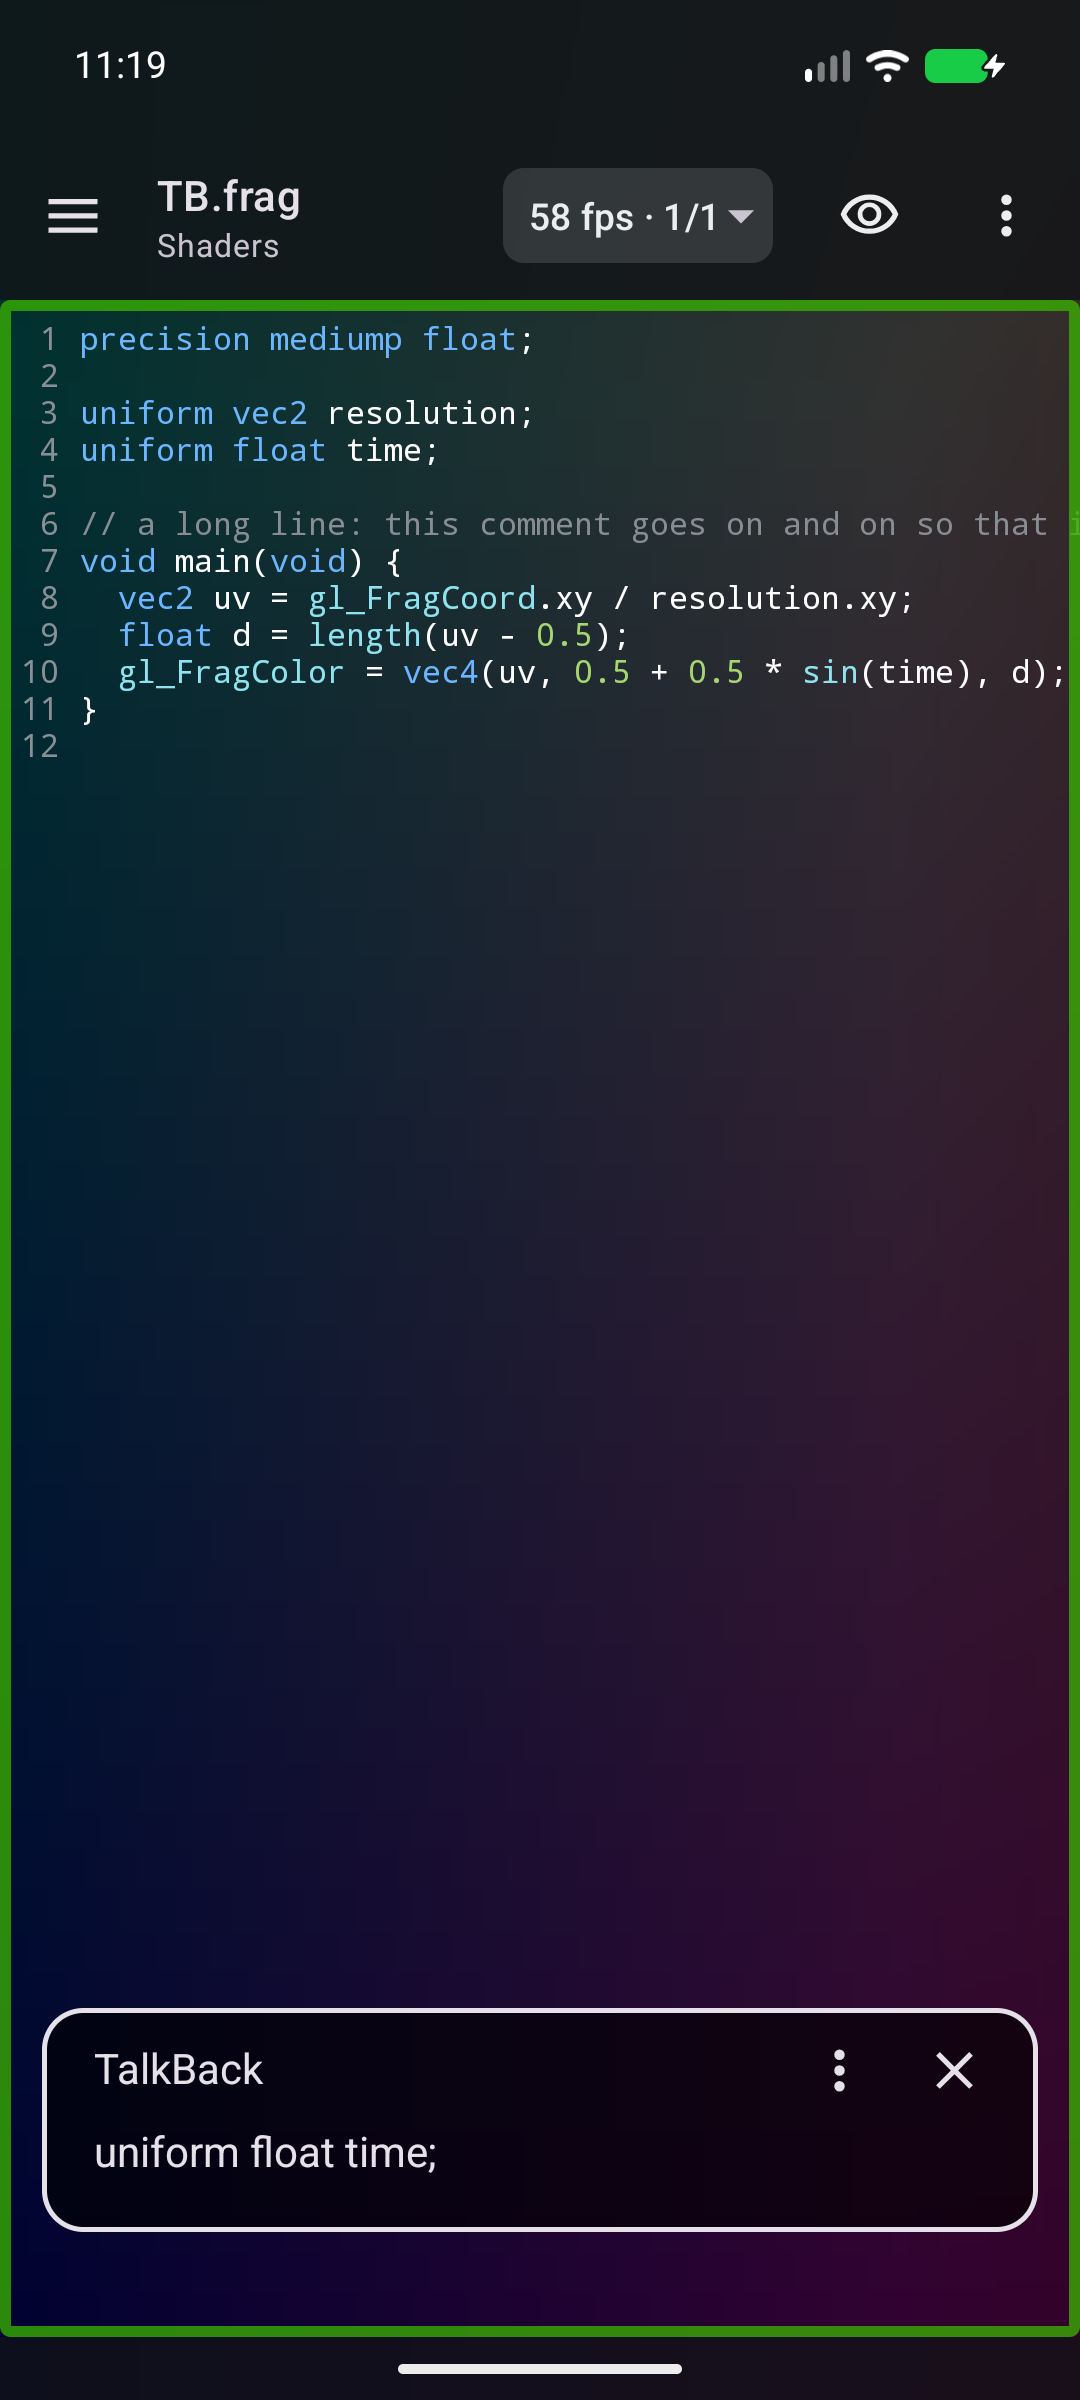 11:19
TB.frag
Shaders
58 fps · 1/1
1 precision mediump float;
2
3 uniform vec2 resolution;
4 uniform float time;
5
6 // a long line: this comment goes on and on so that i
7 void main(void) {
8   vec2 uv = gl_FragCoord.xy / resolution.xy;
9   float d = length(uv - 0.5);
10   gl_FragColor = vec4(uv, 0.5 + 0.5 * sin(time), d);
11 }
12
TalkBack
uniform float time;